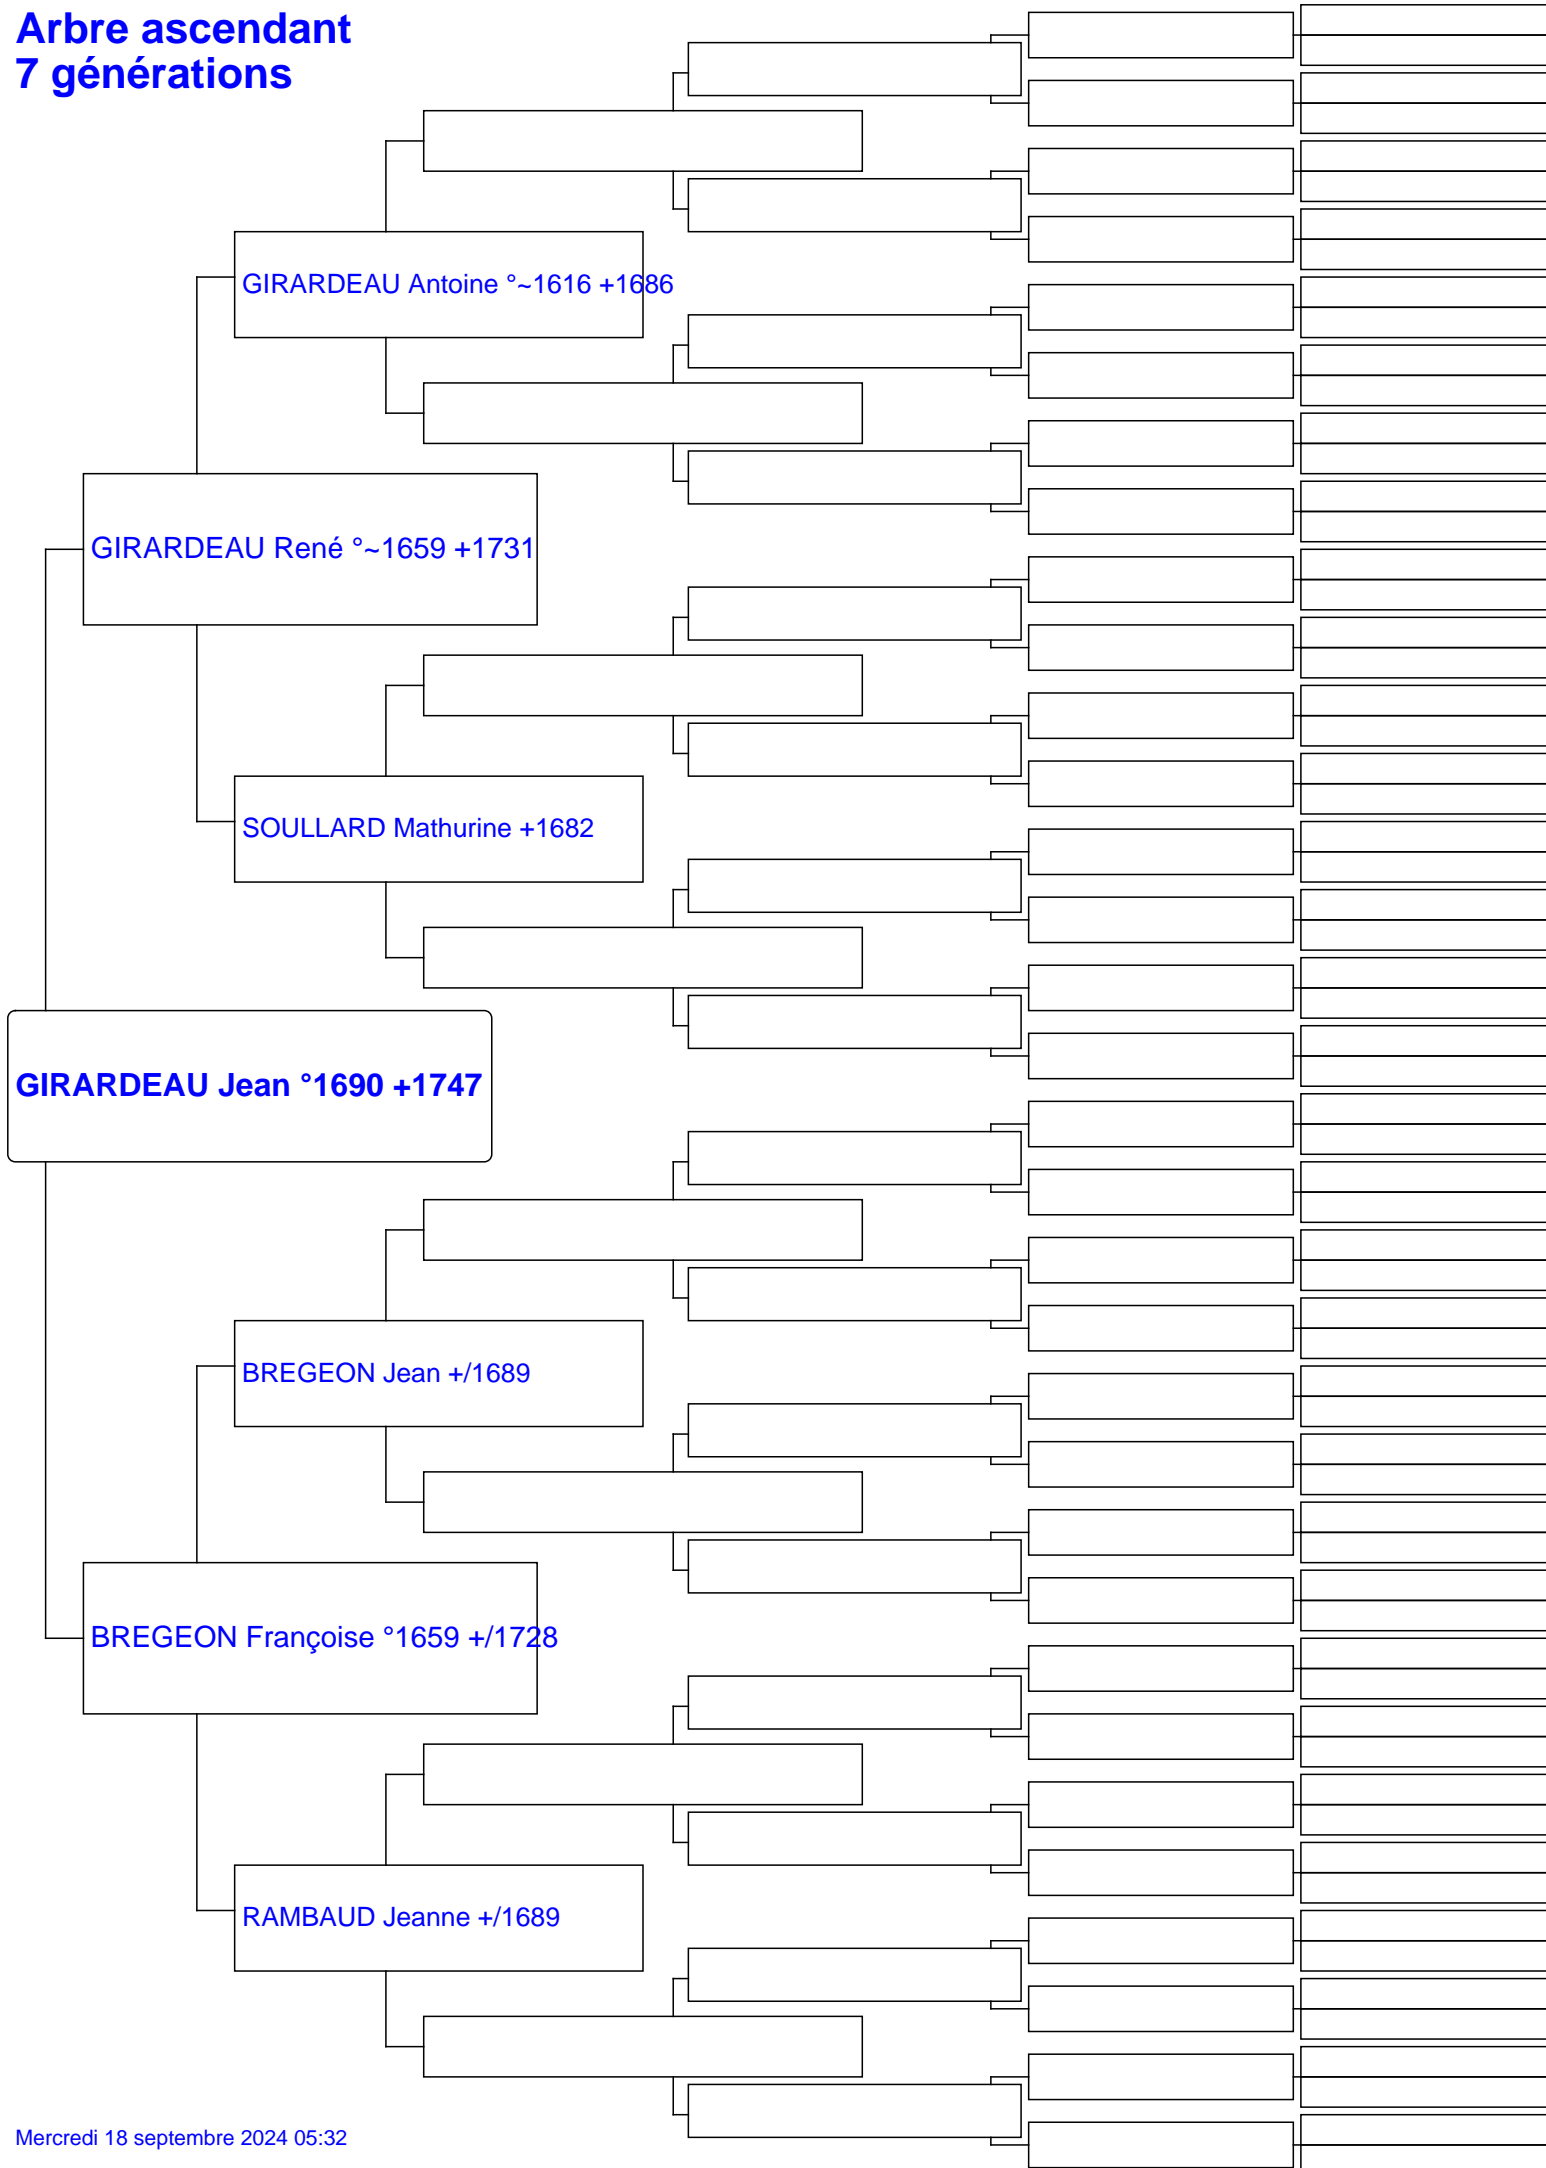 Arbre ascendant
7 générations
GIRARDEAU Antoine °~1616 +1686
GIRARDEAU René °~1659 +1731
SOULLARD Mathurine +1682
GIRARDEAU Jean °1690 +1747
BREGEON Jean +/1689
BREGEON Françoise °1659 +/1728
RAMBAUD Jeanne +/1689
Mercredi 18 septembre 2024 05:32